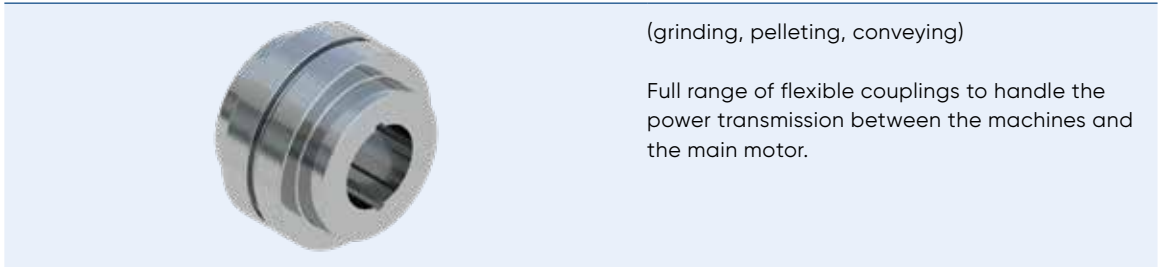 (grinding, pelleting, conveying)
Full range of flexible couplings to handle the
power transmission between the machines and
the main motor.